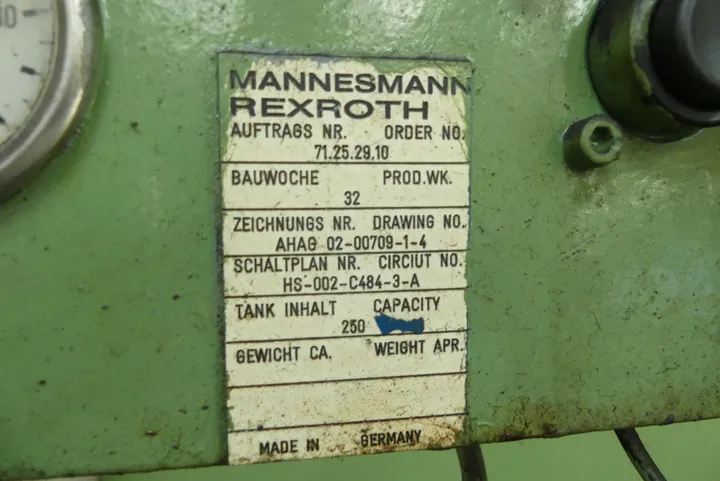 MANNESMANN
REXROTH
AUFTRAGS NR. ORDER NO.
71.25.29.10
BAUWOCHE PROD.WK.
32
ZEICHNUNGS NR. DRAWING NO.
AHAG 02-00709-1-4
SCHALTPLAN NR. CIRCIUT NO.
HS-002-C484-3-A
TANK INHALT CAPACITY
250
GEWICHT CA. WEIGHT APR.
MADE IN GERMANY